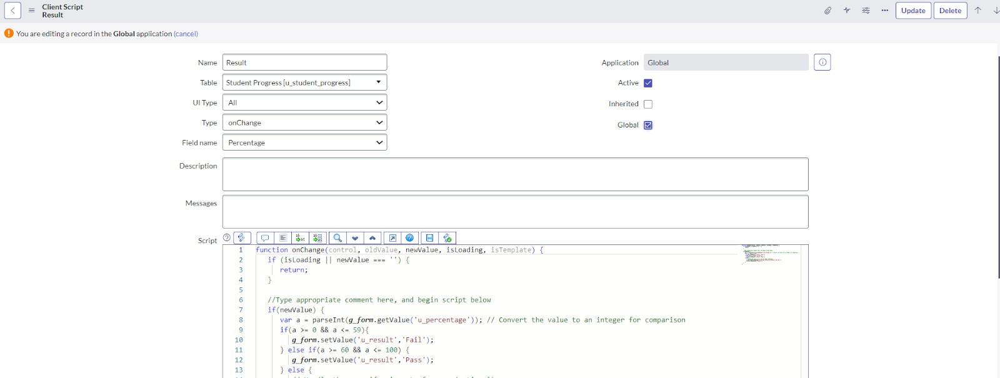 Client Script
Result
Update
Delete
You are editing a record in the Global application (cancel)
Name
Result
Application
Global
Table
Student Progress [u_student_progress]
Active
UI Type
All
Inherited
Type
onChange
Global
Field name
Percentage
Description
Messages
Script
1 function onChange(control, oldValue, newValue, isLoading, isTemplate) {
2 if (isLoading || newValue === '') {
3 return;
4 }
5
6 //Type appropriate comment here, and begin script below
7 if(newValue) {
8 var a = parseInt(g_form.getValue('u_percentage')); // Convert the value to an integer for comparison
9 if(a >= 0 && a <= 59){
10 g_form.setValue('u_result','Fail');
11 } else if(a >= 60 && a <= 100) {
12 g_form.setValue('u_result','Pass');
13 } else {